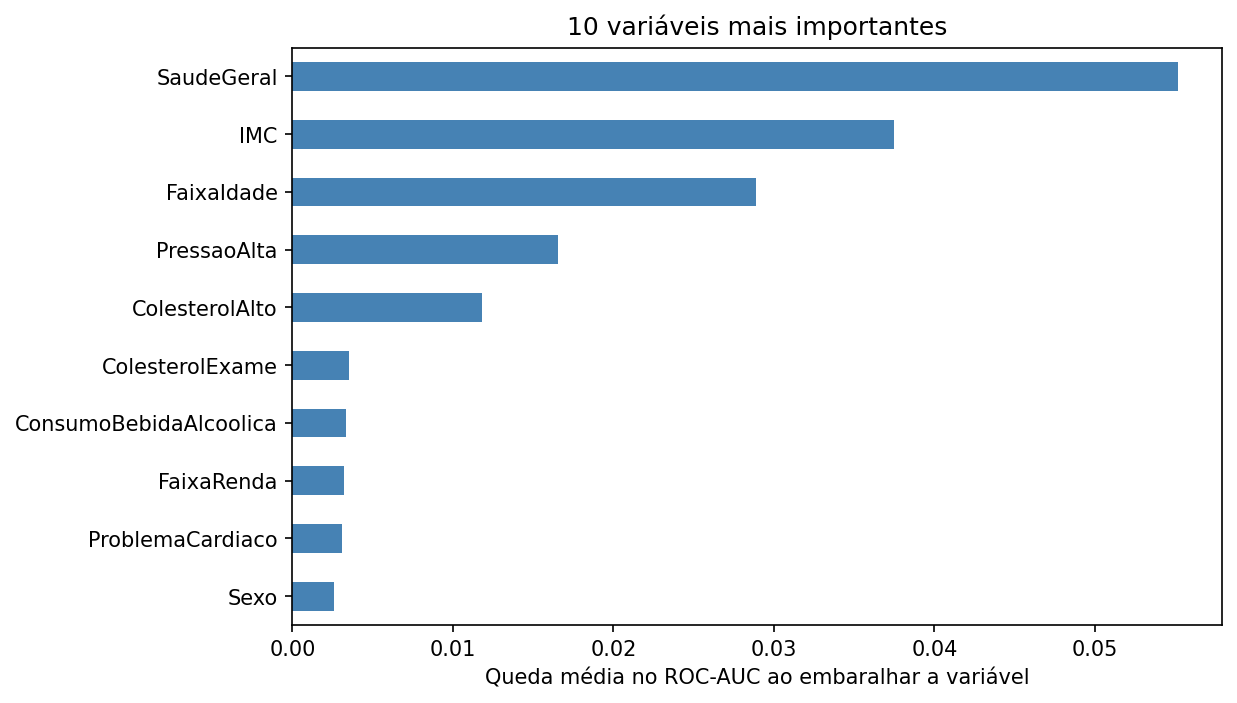 10 variáveis mais importantes
SaudeGeral
IMC
FaixaIdade
PressaoAlta
ColesterolAlto
ColesterolExame
ConsumoBebidaAlcoolica
FaixaRenda
ProblemaCardiaco
Sexo
0.00 0.01 0.02 0.03 0.04 0.05
Queda média no ROC-AUC ao embaralhar a variável